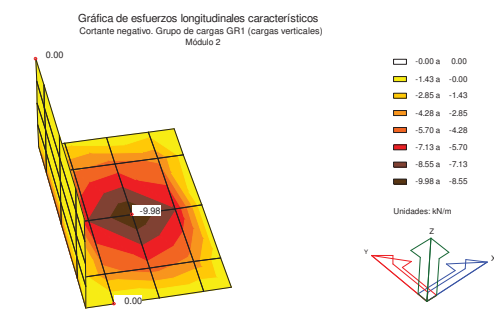 Gráfica de esfuerzos longitudinales característicos
Cortante negativo. Grupo de cargas GR1 (cargas verticales)
Módulo 2
0.00
-0.00 a 0.00
-1.43 a -0.00
-2.85 a -1.43
-4.28 a -2.85
-5.70 a -4.28
-7.13 a -5.70
-8.55 a -7.13
-9.98 a -8.55
-9.98
Unidades: kN/m
Z
Y
X
0.00